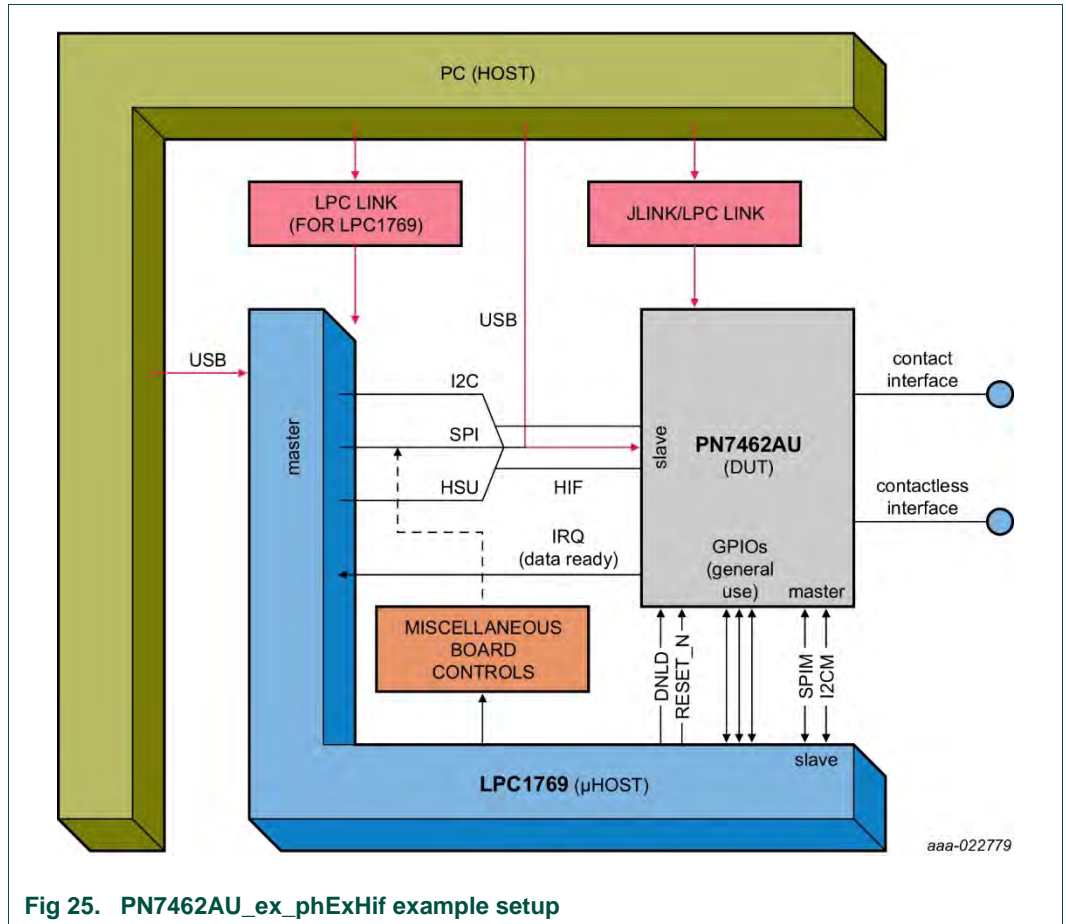 PC (HOST)
LPC LINK
(FOR LPC1769)
JLINK/LPC LINK
USB
USB
master
I2C
SPI
HSU
HIF
slave
PN7462AU
(DUT)
contact
interface
contactless
interface
IRQ
(data ready)
GPIOs
(general
use)
master
MISCELLANEOUS
BOARD
CONTROLS
DNLD
RESET_N
SPIM
I2CM
slave
LPC1769 (µHOST)
aaa-022779
Fig 25. PN7462AU_ex_phExHif example setup